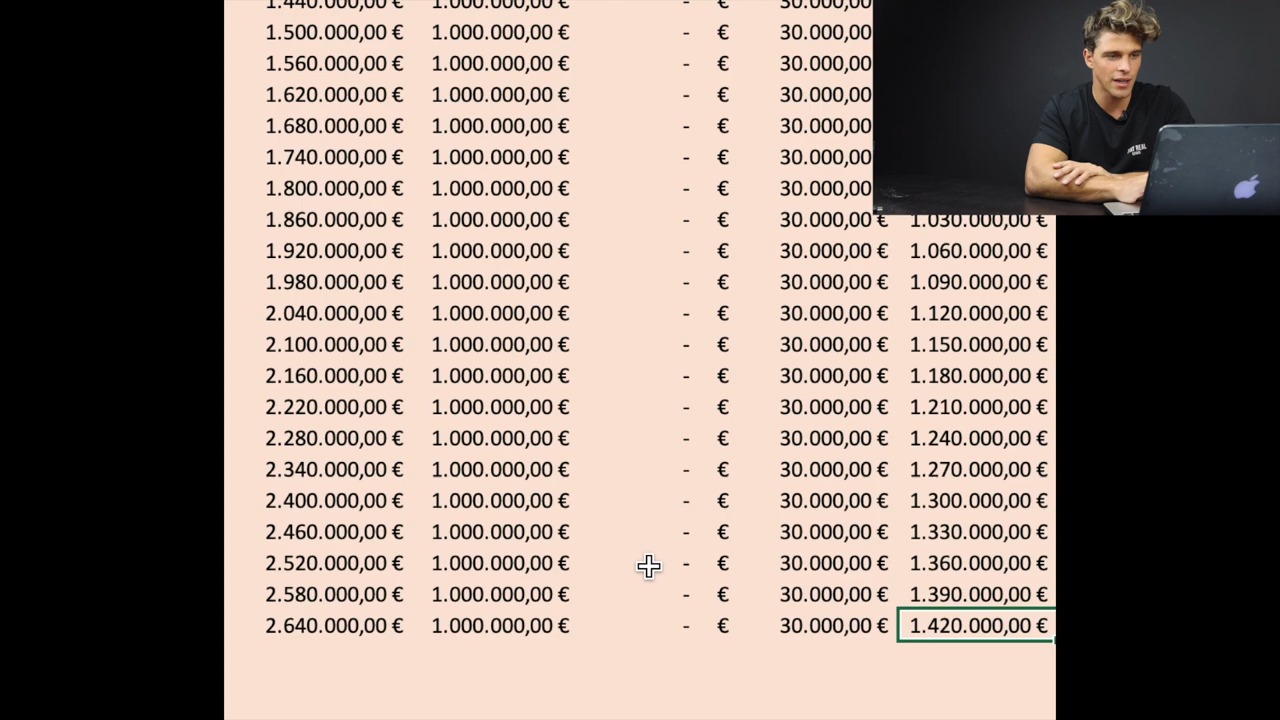 1.440.000,00 € 1.000.000,00 € - € 30.000,00
1.500.000,00 € 1.000.000,00 € - € 30.000,00
1.560.000,00 € 1.000.000,00 € - € 30.000,00
1.620.000,00 € 1.000.000,00 € - € 30.000,00
1.680.000,00 € 1.000.000,00 € - € 30.000,00
1.740.000,00 € 1.000.000,00 € - € 30.000,00
1.800.000,00 € 1.000.000,00 € - € 30.000,00
1.860.000,00 € 1.000.000,00 € - € 30.000,00 € 1.030.000,00 €
1.920.000,00 € 1.000.000,00 € - € 30.000,00 € 1.060.000,00 €
1.980.000,00 € 1.000.000,00 € - € 30.000,00 € 1.090.000,00 €
2.040.000,00 € 1.000.000,00 € - € 30.000,00 € 1.120.000,00 €
2.100.000,00 € 1.000.000,00 € - € 30.000,00 € 1.150.000,00 €
2.160.000,00 € 1.000.000,00 € - € 30.000,00 € 1.180.000,00 €
2.220.000,00 € 1.000.000,00 € - € 30.000,00 € 1.210.000,00 €
2.280.000,00 € 1.000.000,00 € - € 30.000,00 € 1.240.000,00 €
2.340.000,00 € 1.000.000,00 € - € 30.000,00 € 1.270.000,00 €
2.400.000,00 € 1.000.000,00 € - € 30.000,00 € 1.300.000,00 €
2.460.000,00 € 1.000.000,00 € - € 30.000,00 € 1.330.000,00 €
2.520.000,00 € 1.000.000,00 € - € 30.000,00 € 1.360.000,00 €
2.580.000,00 € 1.000.000,00 € - € 30.000,00 € 1.390.000,00 €
2.640.000,00 € 1.000.000,00 € - € 30.000,00 € 1.420.000,00 €